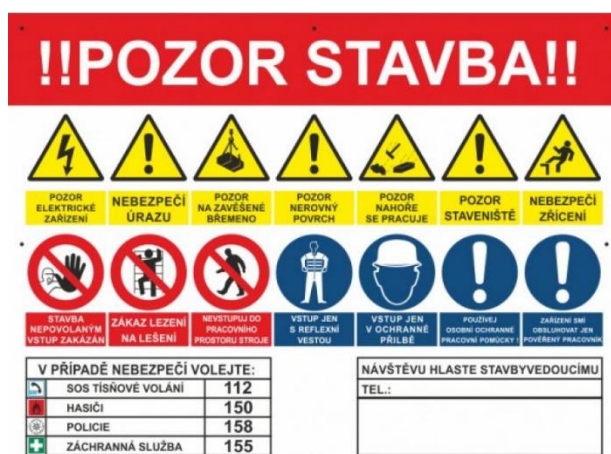 !!POZOR STAVBA!!
POZOR
ELEKTRICKÉ
ZAŘÍZENÍ
NEBEZPEČÍ
ÚRAZU
POZOR
NA ZAVĚŠENÉ
BŘEMENO
POZOR
NEROVNÝ
POVRCH
POZOR
NAHOŘE
SE PRACUJE
POZOR
STAVENIŠTĚ
NEBEZPEČÍ
ZŘÍCENÍ
STAVBA
NEPOVOLANÝM
VSTUP ZAKÁZÁN
ZÁKAZ LEZENÍ
NA LEŠENÍ
NEVSTUPUJ DO
PRACOVNÍHO
PROSTORU STROJE
VSTUP JEN
S REFLEXNÍ
VESTOU
VSTUP JEN
V OCHRANNÉ
PŘILBĚ
POUŽÍVEJ
OSOBNÍ OCHRANNÉ
PRACOVNÍ POMŮCKY !
ZAŘÍZENÍ SMÍ
OBSLUHOVAT JEN
POVĚŘENÝ PRACOVNÍK
V PŘÍPADĚ NEBEZPEČÍ VOLEJTE:
SOS TÍSŇOVÉ VOLÁNÍ 112
HASIČI 150
POLICIE 158
ZÁCHRANNÁ SLUŽBA 155
NÁVŠTĚVU HLASTE STAVBYVEDOUCÍMU
TEL.: